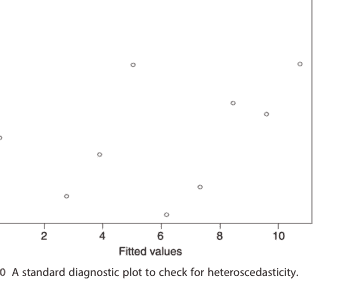 2 4 6 8 10
Fitted values
0 A standard diagnostic plot to check for heteroscedasticity.